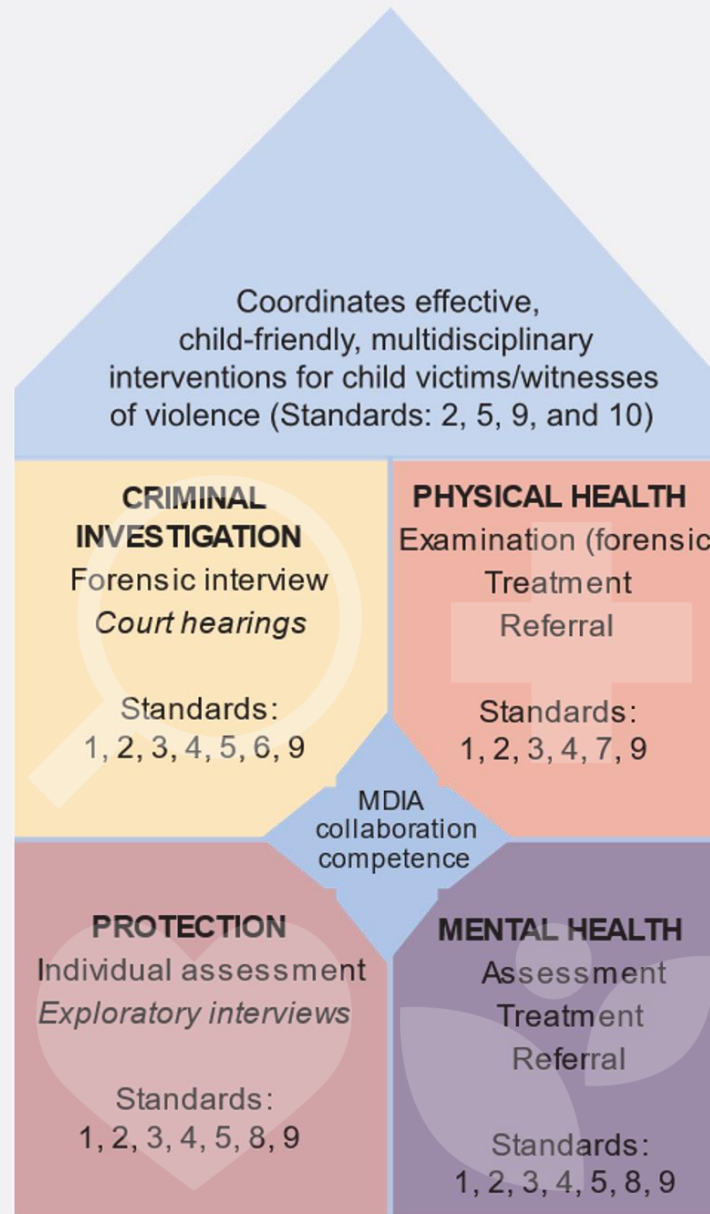 Coordinates effective,
child-friendly, multidisciplinary
interventions for child victims/witnesses
of violence (Standards: 2, 5, 9, and 10)
CRIMINAL
INVESTIGATION
Forensic interview
Court hearings
Standards:
1, 2, 3, 4, 5, 6, 9
PHYSICAL HEALTH
Examination (forensic
Treatment
Referral
Standards:
1, 2, 3, 4, 7, 9
MDIA
collaboration
competence
PROTECTION
Individual assessment
Exploratory interviews
Standards:
1, 2, 3, 4, 5, 8, 9
MENTAL HEALTH
Assessment
Treatment
Referral
Standards:
1, 2, 3, 4, 5, 8, 9